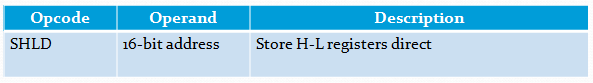 Opcode Operand Description
SHLD 16-bit address Store H-L registers direct